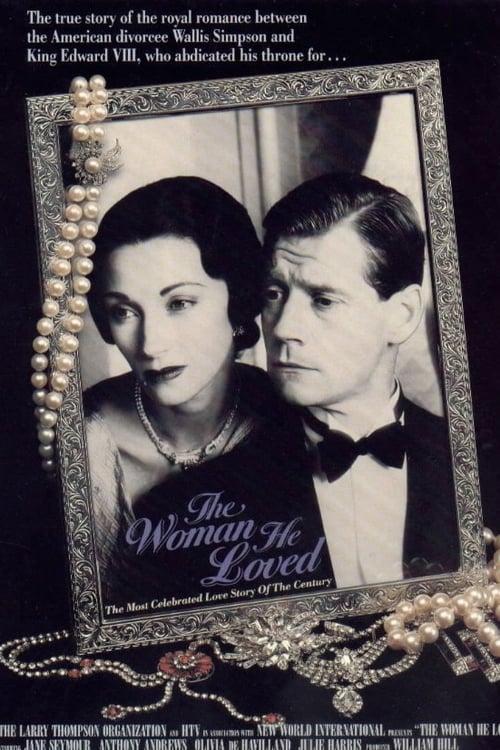 The true story of the royal romance between
the American divorcee Wallis Simpson and
King Edward VIII, who abdicated his throne for...
The
Woman He
Loved
The Most Celebrated Love Story Of The Century
THE LARRY THOMPSON ORGANIZATION AND HTV IN ASSOCIATION WITH NEW WORLD INTERNATIONAL PRESENTS "THE WOMAN HE LO
JANE SEYMOUR ANTHONY ANDREWS OLIVIA DE HAVILLAND JULIE HARRIS